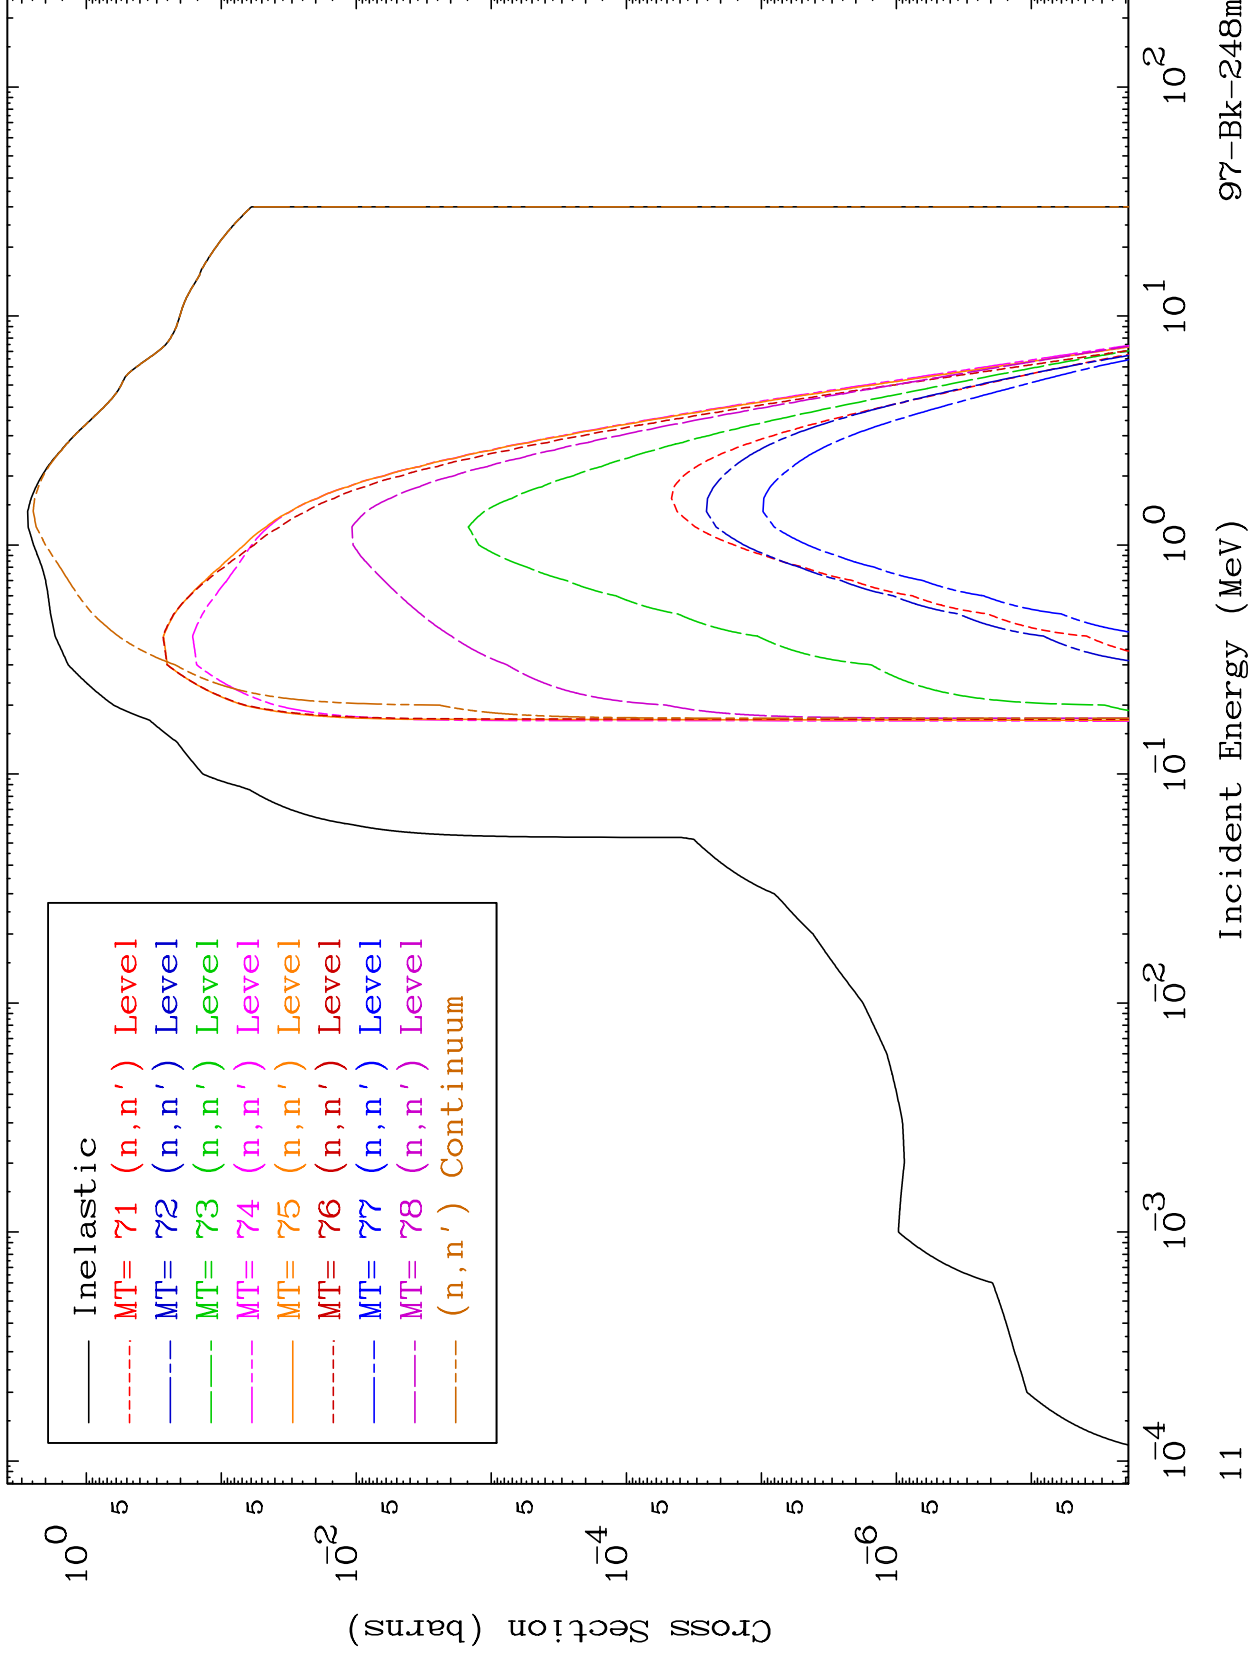 Inelastic
MT= 71 (n,n') Level
MT= 72 (n,n') Level
MT= 73 (n,n') Level
MT= 74 (n,n') Level
MT= 75 (n,n') Level
MT= 76 (n,n') Level
MT= 77 (n,n') Level
MT= 78 (n,n') Level
(n,n') Continuum
Cross Section (barns)
10^0
5
5
10^-2
5
5
10^-4
5
5
10^-6
5
5
10^-4
10^-3
10^-2
10^-1
10^0
10^1
10^2
Incident Energy (MeV)
11
97-Bk-248m